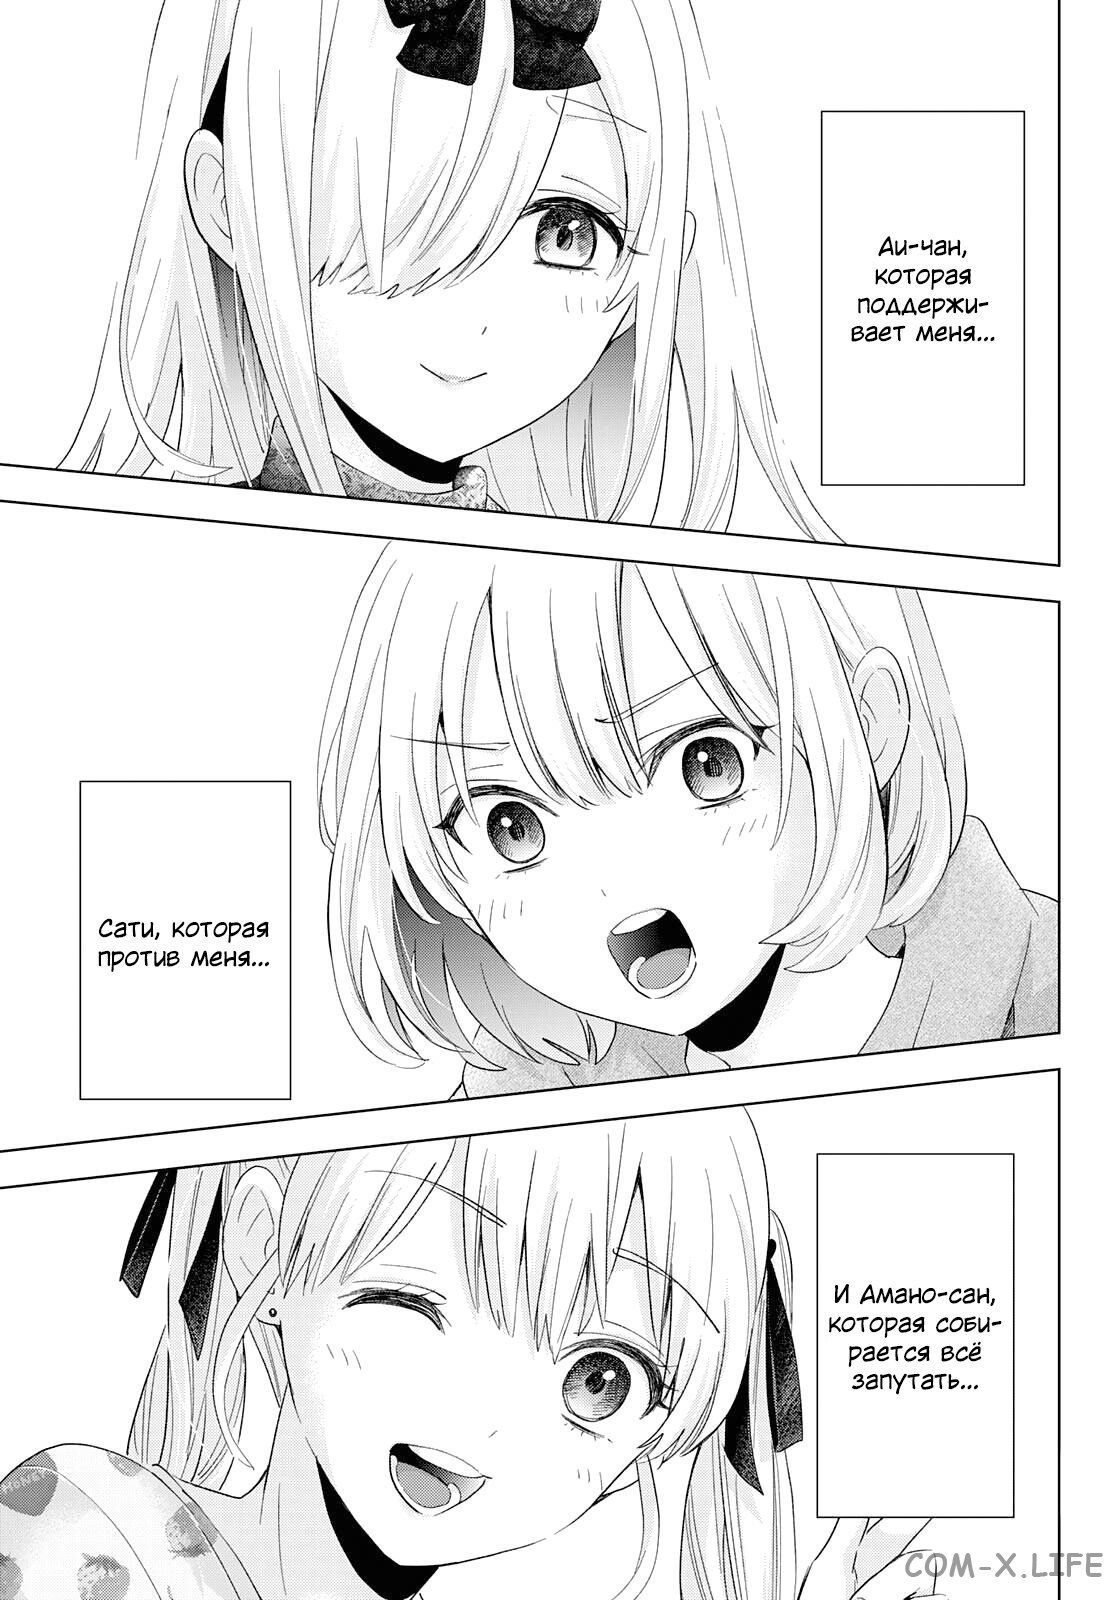 Аи-чан,
которая
поддержи-
вает меня...
Сати, которая
против меня...
И Амано-сан,
которая соби-
рается всё
запутать...
COM-X.LIFE